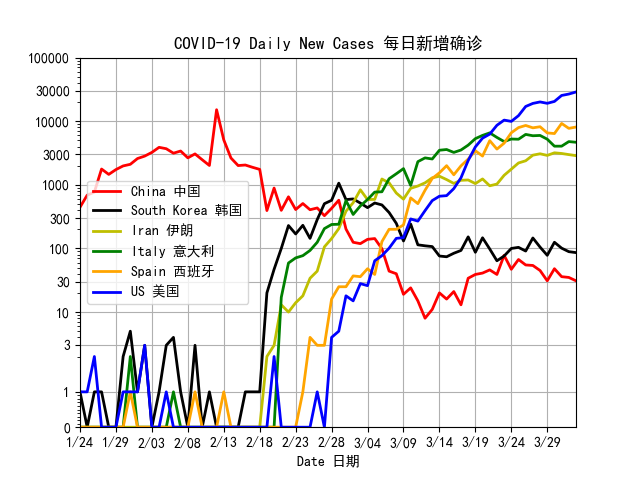 COVID-19 Daily New Cases 每日新增确诊
100000
30000
10000
3000
1000
300
100
30
10
3
1
0
China 中国
South Korea 韩国
Iran 伊朗
Italy 意大利
Spain 西班牙
US 美国
1/24 1/29 2/03 2/08 2/13 2/18 2/23 2/28 3/04 3/09 3/14 3/19 3/24 3/29
Date 日期